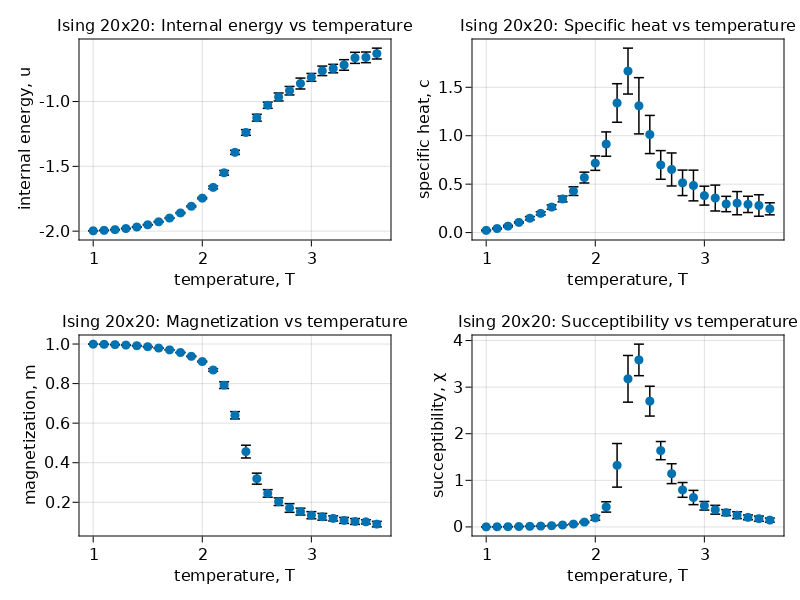 Ising 20x20: Internal energy vs temperature
internal energy, u
-1.0
-1.5
-2.0
1 2 3
temperature, T
Ising 20x20: Specific heat vs temperature
specific heat, c
1.5
1.0
0.5
0.0
1 2 3
temperature, T
Ising 20x20: Magnetization vs temperature
magnetization, m
1.0
0.8
0.6
0.4
0.2
1 2 3
temperature, T
Ising 20x20: Succeptibility vs temperature
succeptibility, χ
4
3
2
1
0
1 2 3
temperature, T